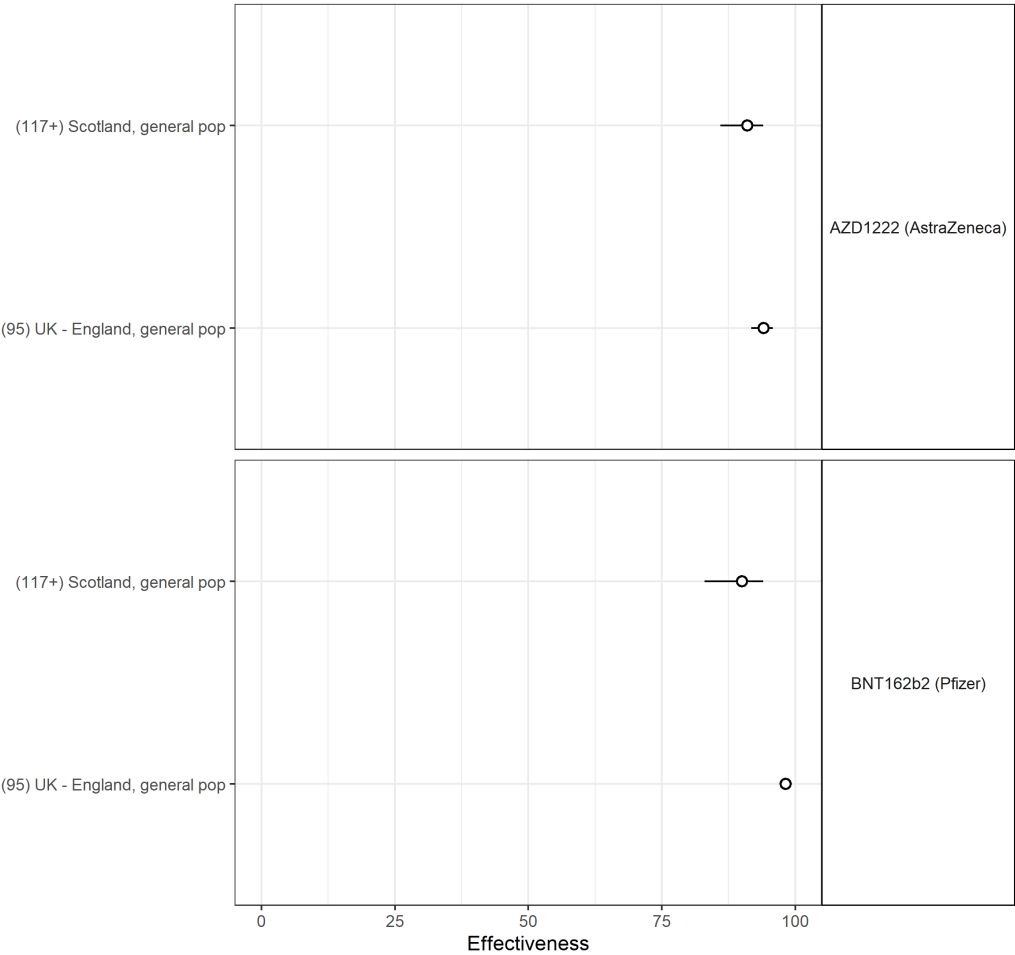 (117+) Scotland, general pop
AZD1222 (AstraZeneca)
(95) UK - England, general pop
(117+) Scotland, general pop
BNT162b2 (Pfizer)
(95) UK - England, general pop
0 25 50 75 100
Effectiveness